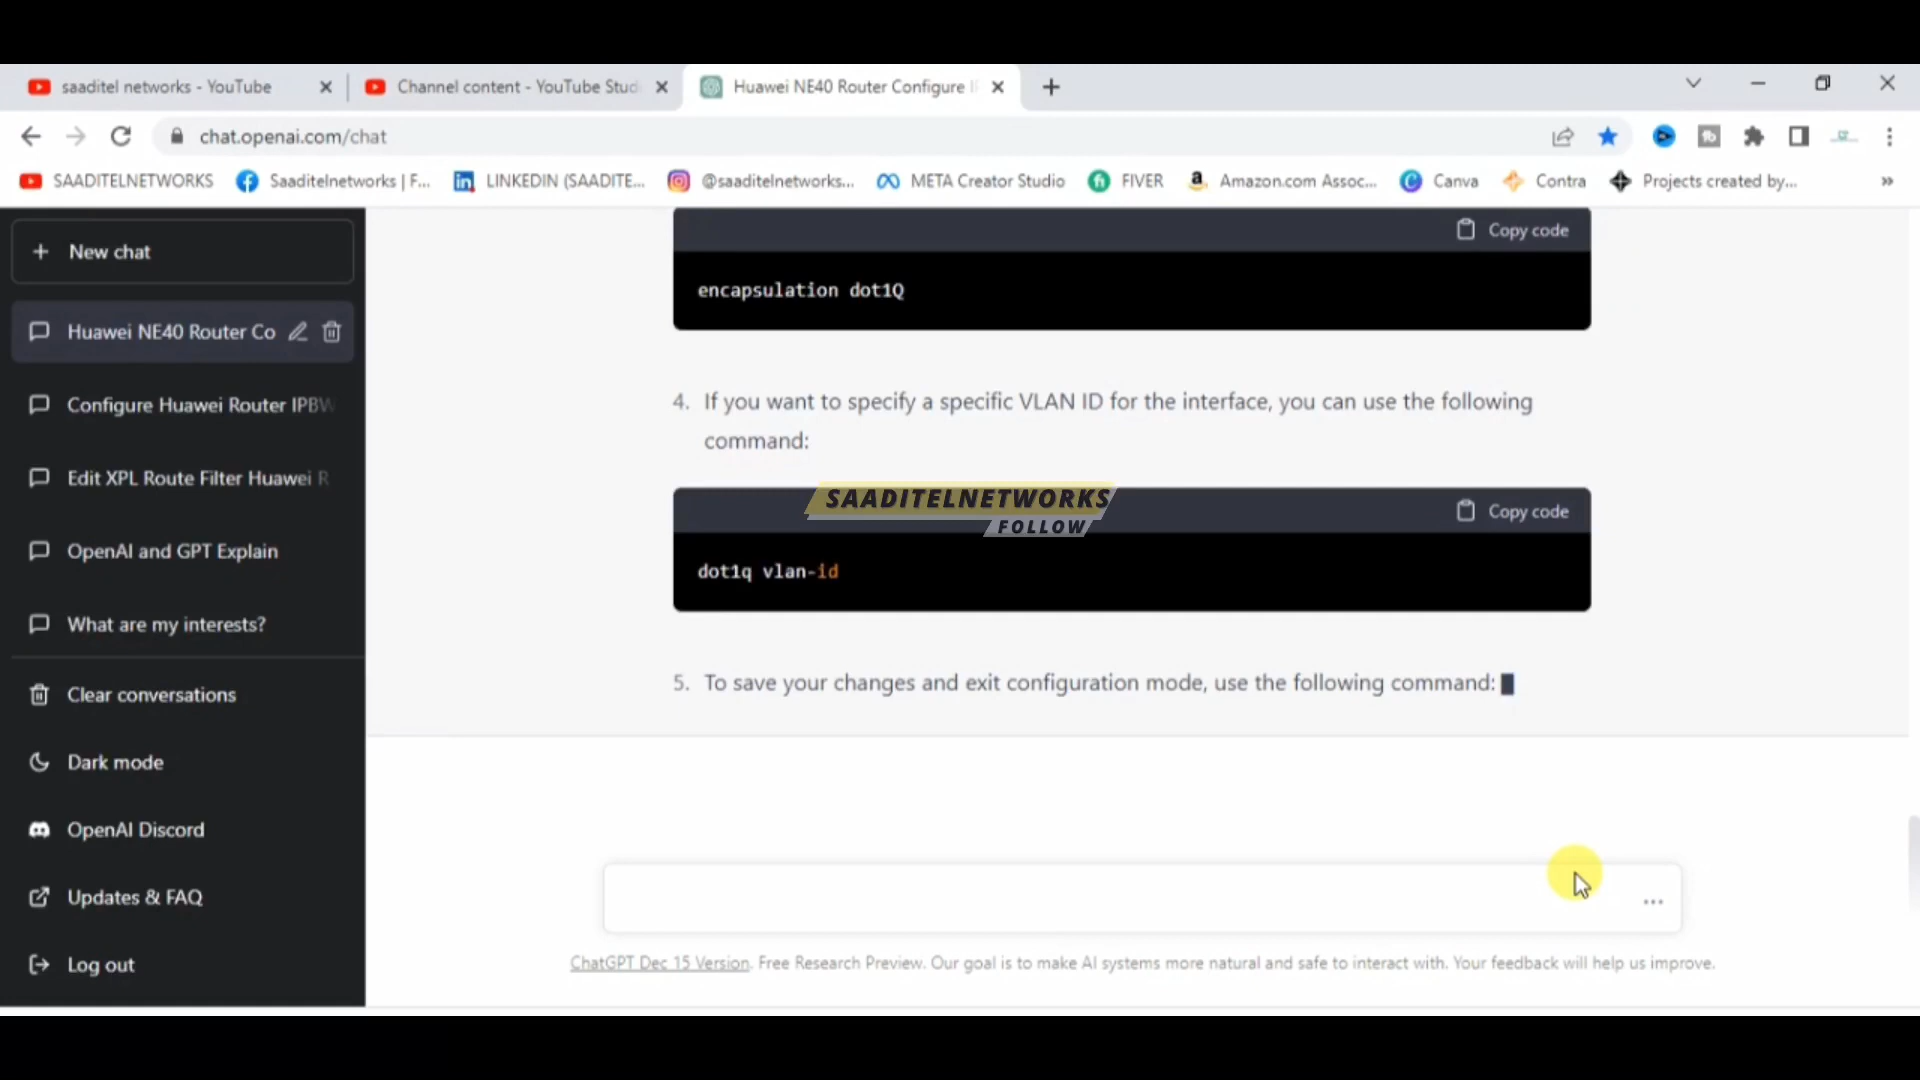 saaditel networks - YouTube
Channel content - YouTube Stud
Huawei NE40 Router Configure I
chat.openai.com/chat
SAADITELNETWORKS
Saaditelnetworks | F...
LINKEDIN (SAADITE...
@saaditelnetworks...
META Creator Studio
FIVER
Amazon.com Assoc...
Canva
Contra
Projects created by...
»
New chat
Huawei NE40 Router Co
Configure Huawei Router IPBW
Edit XPL Route Filter Huawei R
OpenAI and GPT Explain
What are my interests?
Clear conversations
Dark mode
OpenAI Discord
Updates & FAQ
Log out
Copy code
encapsulation dot1Q
4. If you want to specify a specific VLAN ID for the interface, you can use the following
command:
SAADITELNETWORKS
FOLLOW
Copy code
dot1q vlan-id
5. To save your changes and exit configuration mode, use the following command:
ChatGPT Dec 15 Version. Free Research Preview. Our goal is to make AI systems more natural and safe to interact with. Your feedback will help us improve.